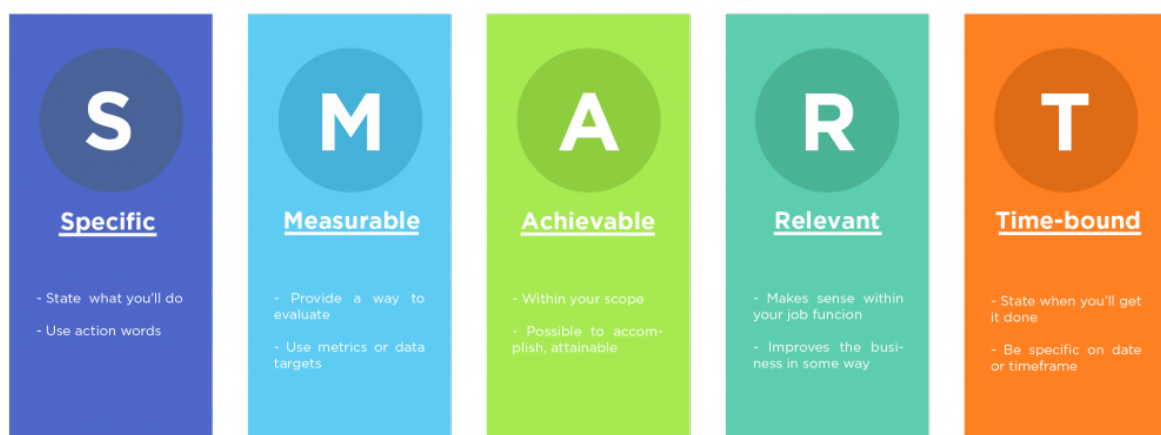 S
Specific
- State what you'll do
- Use action words
M
Measurable
- Provide a way to
evaluate
- Use metrics or data
targets
A
Achievable
- Within your scope
- Possible to accom-
plish, attainable
R
Relevant
- Makes sense within
your job funcion
- Improves the busi-
ness in some way
T
Time-bound
- State when you'll get
it done
- Be specific on date
or timeframe